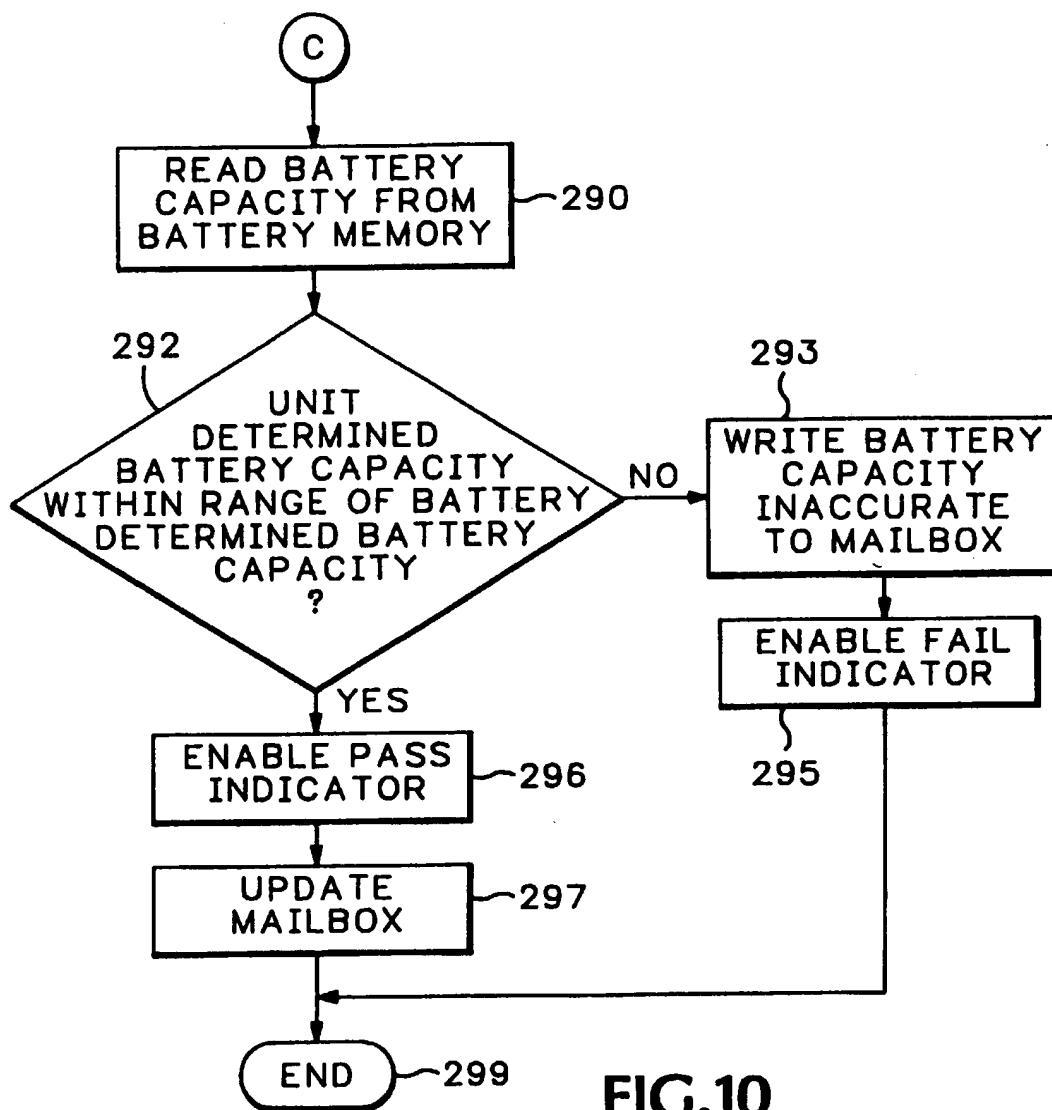 C
READ BATTERY
CAPACITY FROM
BATTERY MEMORY
290
292
UNIT
DETERMINED
BATTERY CAPACITY
WITHIN RANGE OF BATTERY
DETERMINED BATTERY
CAPACITY
?
NO
293
WRITE BATTERY
CAPACITY
INACCURATE
TO MAILBOX
ENABLE FAIL
INDICATOR
295
YES
ENABLE PASS
INDICATOR
296
UPDATE
MAILBOX
297
END
299
FIG.10